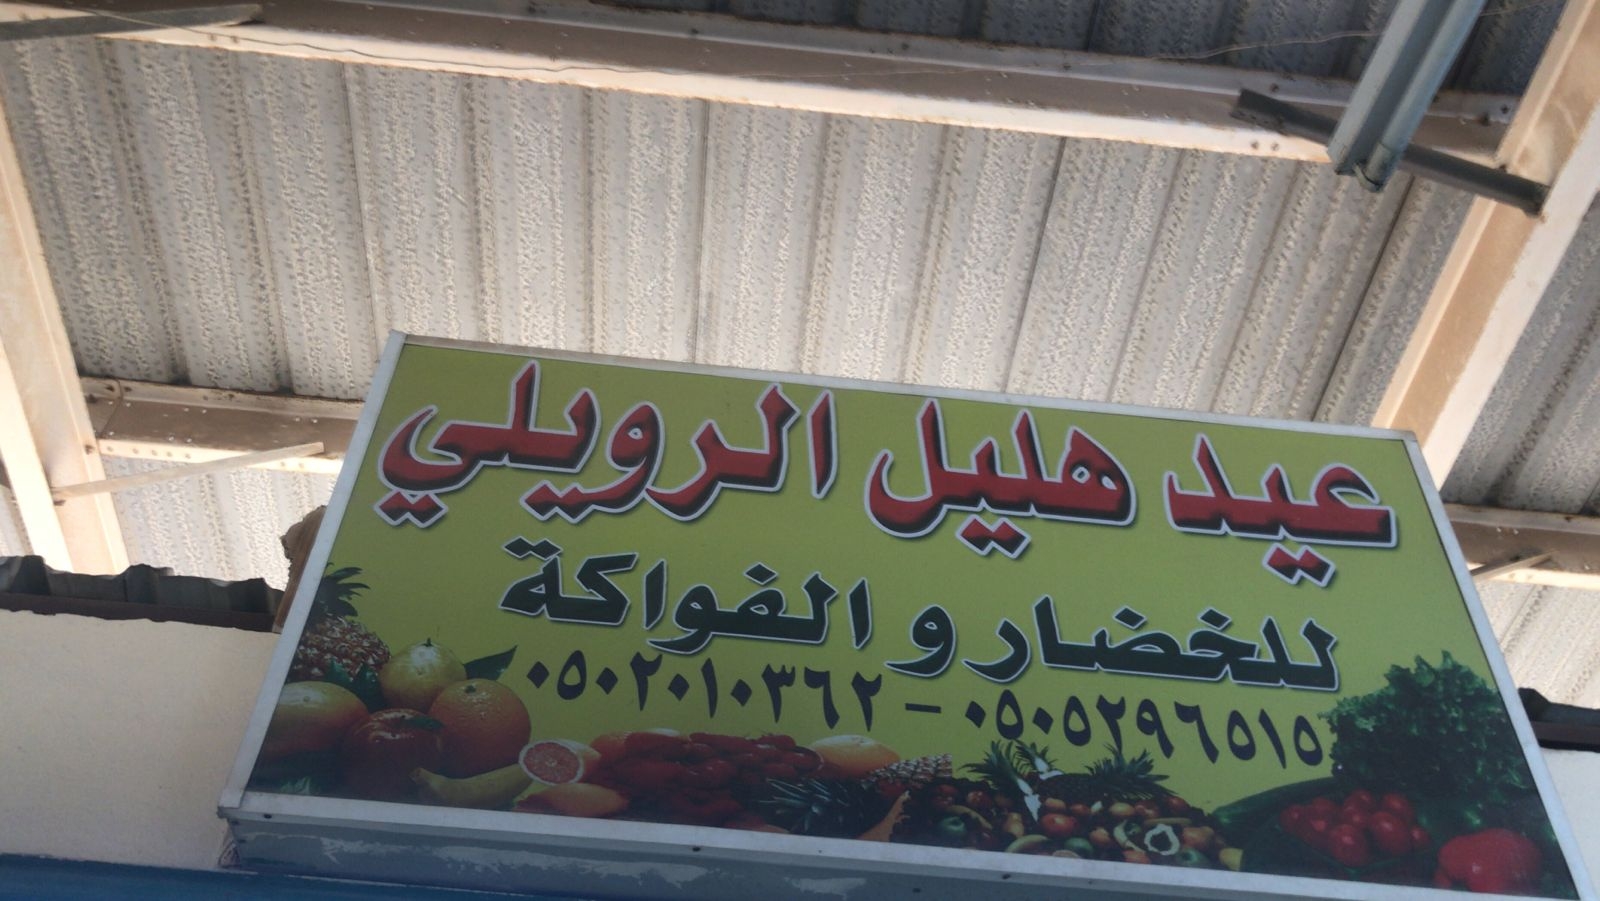 عيد هليل الرويلي
للخضار و الفواكة
٠٥٠٥٢٩٦٥١٥ – ٠٥٠٢٠١٠٣٦٢